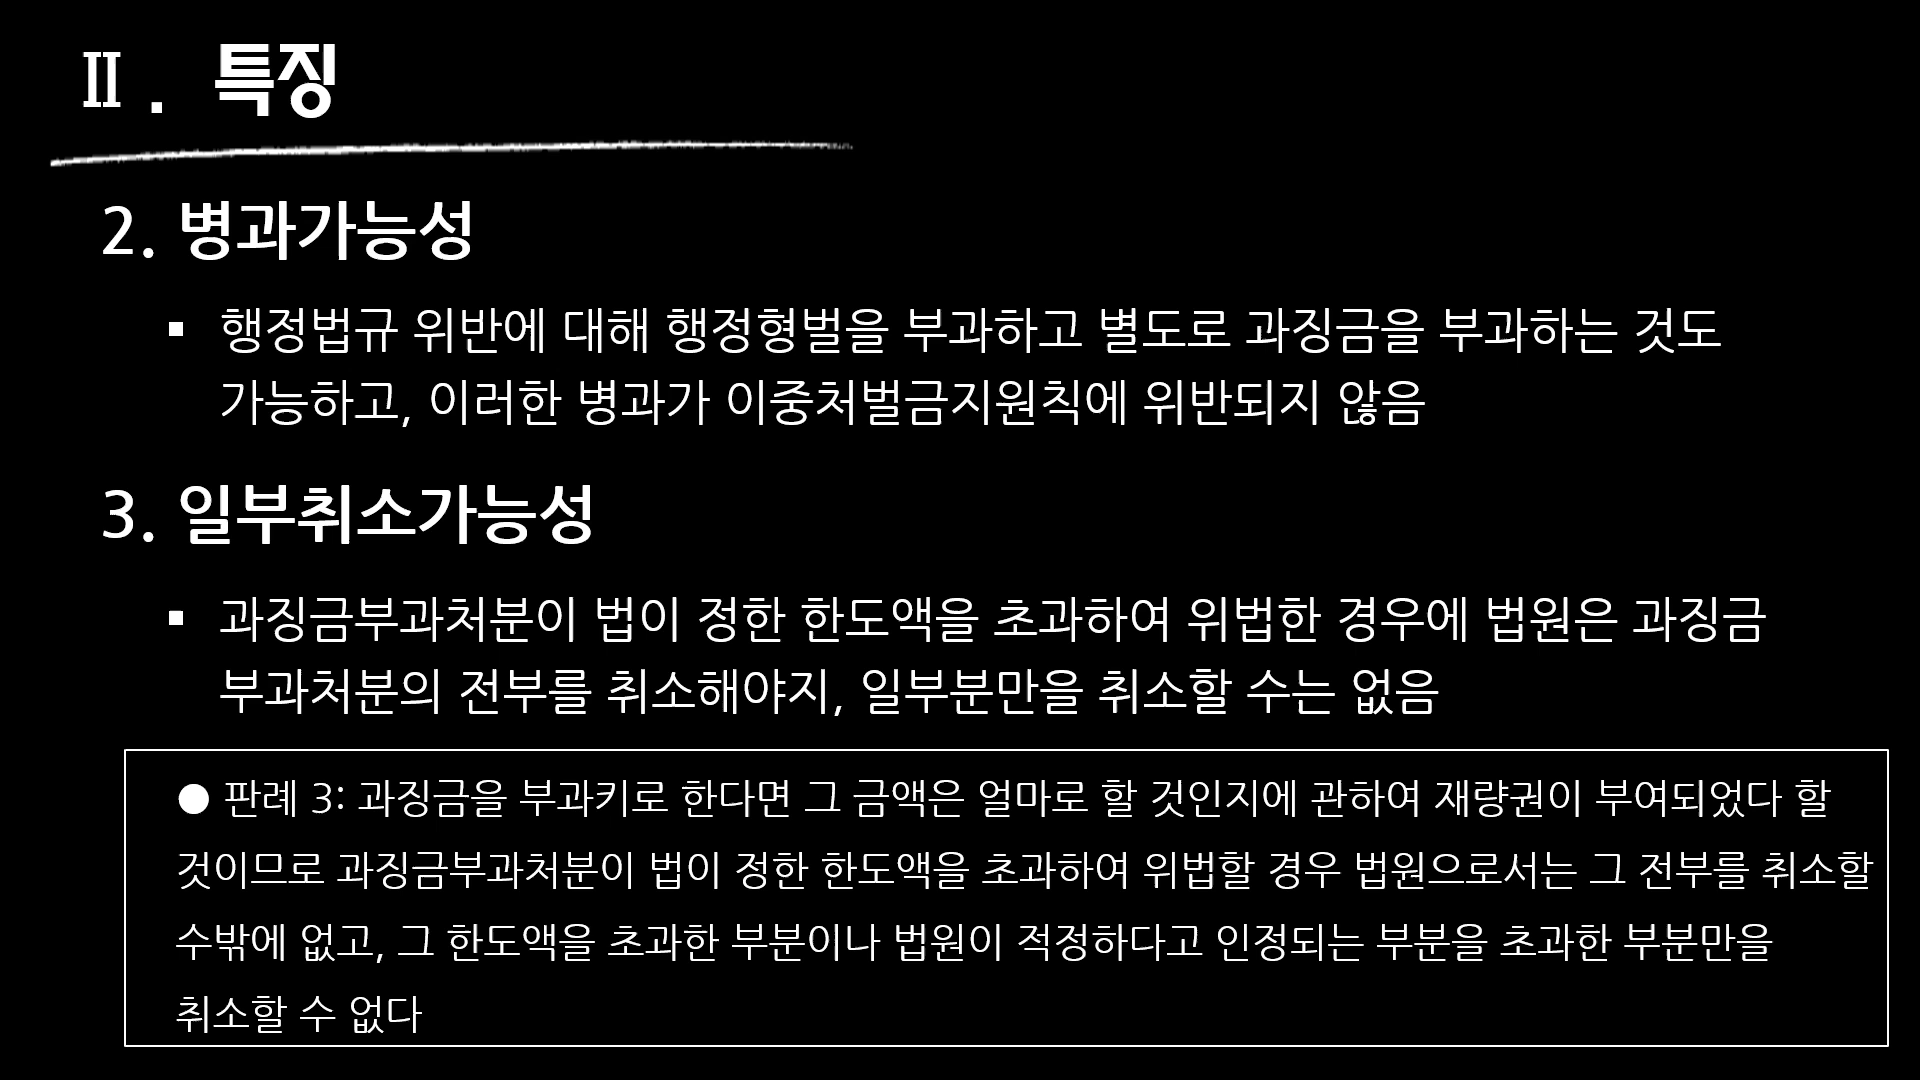 Ⅱ. 특징
2. 병과가능성
▪ 행정법규 위반에 대해 행정형벌을 부과하고 별도로 과징금을 부과하는 것도
가능하고, 이러한 병과가 이중처벌금지원칙에 위반되지 않음
3. 일부취소가능성
▪ 과징금부과처분이 법이 정한 한도액을 초과하여 위법한 경우에 법원은 과징금
부과처분의 전부를 취소해야지, 일부분만을 취소할 수는 없음
● 판례 3: 과징금을 부과키로 한다면 그 금액은 얼마로 할 것인지에 관하여 재량권이 부여되었다 할
것이므로 과징금부과처분이 법이 정한 한도액을 초과하여 위법할 경우 법원으로서는 그 전부를 취소할
수밖에 없고, 그 한도액을 초과한 부분이나 법원이 적정하다고 인정되는 부분을 초과한 부분만을
취소할 수 없다